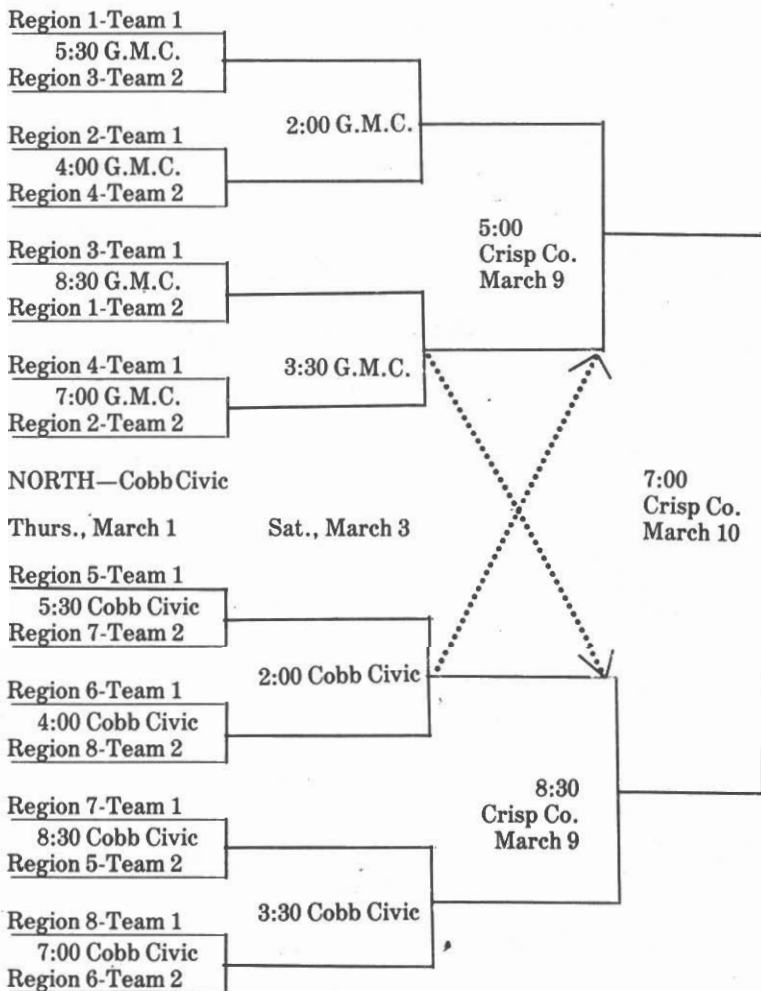 Region 1-Team 1
5:30 G.M.C.
Region 3-Team 2
2:00 G.M.C.
Region 2-Team 1
4:00 G.M.C.
Region 4-Team 2
5:00
Crisp Co.
March 9
Region 3-Team 1
8:30 G.M.C.
Region 1-Team 2
3:30 G.M.C.
Region 4-Team 1
7:00 G.M.C.
Region 2-Team 2
7:00
Crisp Co.
March 10
NORTH—Cobb Civic
Thurs., March 1 Sat., March 3
Region 5-Team 1
5:30 Cobb Civic
Region 7-Team 2
2:00 Cobb Civic
Region 6-Team 1
4:00 Cobb Civic
Region 8-Team 2
8:30
Crisp Co.
March 9
Region 7-Team 1
8:30 Cobb Civic
Region 5-Team 2
3:30 Cobb Civic
Region 8-Team 1
7:00 Cobb Civic
Region 6-Team 2